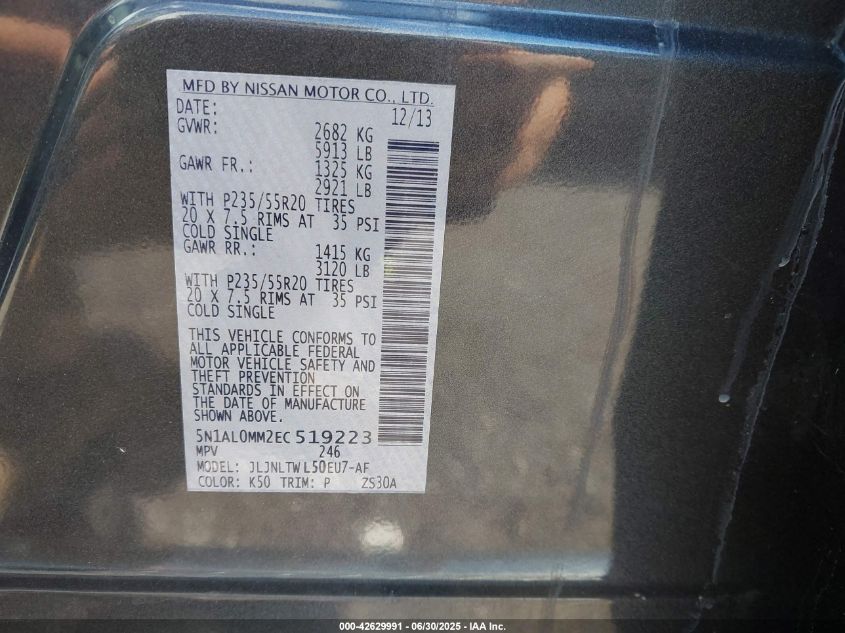 MFD BY NISSAN MOTOR CO., LTD.
DATE: 12/13
GVWR: 2682 KG
5913 LB
GAWR FR.: 1325 KG
2921 LB
WITH P235/55R20 TIRES
20 X 7.5 RIMS AT 35 PSI
COLD SINGLE
GAWR RR.: 1415 KG
3120 LB
WITH P235/55R20 TIRES
20 X 7.5 RIMS AT 35 PSI
COLD SINGLE
THIS VEHICLE CONFORMS TO
ALL APPLICABLE FEDERAL
MOTOR VEHICLE SAFETY AND
THEFT PREVENTION
STANDARDS IN EFFECT ON
THE DATE OF MANUFACTURE
SHOWN ABOVE.
5N1AL0MM2EC519223
MPV 246
MODEL: JLJNLTWL50EU7-AF
COLOR: K50 TRIM: P ZS30A
000-42629991 - 06/30/2025 - IAA Inc.